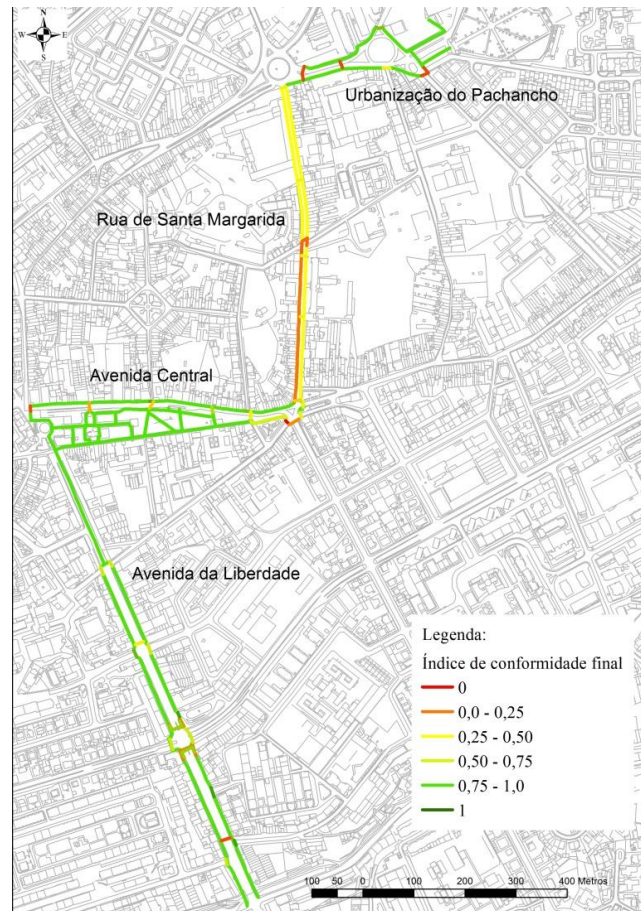 N
W E
S
Urbanização do Pachancho
Rua de Santa Margarida
Avenida Central
Avenida da Liberdade
Legenda:
Índice de conformidade final
0
0,0 - 0,25
0,25 - 0,50
0,50 - 0,75
0,75 - 1,0
1
100 50 0 100 200 300 400 Metros